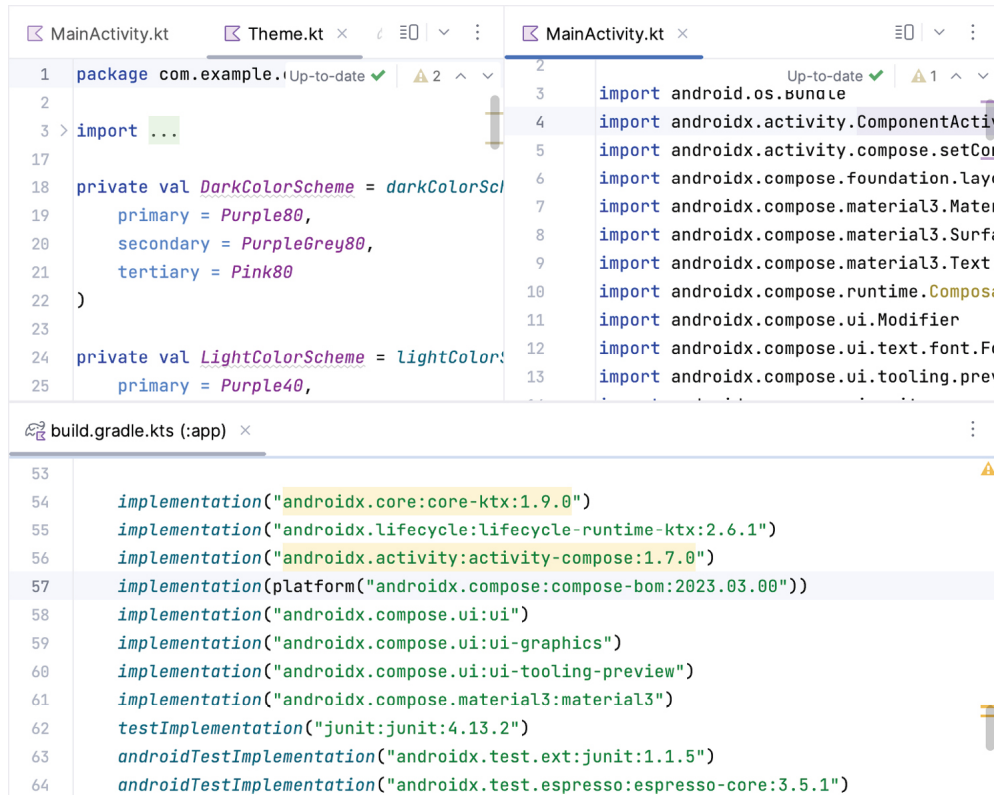 MainActivity.kt
Theme.kt
1 package com.example. Up-to-date 2
2
3 import ...
17
18 private val DarkColorScheme = darkColorSch
19 primary = Purple80,
20 secondary = PurpleGrey80,
21 tertiary = Pink80
22 )
23
24 private val LightColorScheme = lightColorS
25 primary = Purple40,
MainActivity.kt
2
Up-to-date 1
3 import android.os.Bundle
4 import androidx.activity.ComponentActiv
5 import androidx.activity.compose.setCon
6 import androidx.compose.foundation.layo
7 import androidx.compose.material3.Mater
8 import androidx.compose.material3.Surfa
9 import androidx.compose.material3.Text
10 import androidx.compose.runtime.Composa
11 import androidx.compose.ui.Modifier
12 import androidx.compose.ui.text.font.Fo
13 import androidx.compose.ui.tooling.prev
build.gradle.kts (:app)
53
54 implementation("androidx.core:core-ktx:1.9.0")
55 implementation("androidx.lifecycle:lifecycle-runtime-ktx:2.6.1")
56 implementation("androidx.activity:activity-compose:1.7.0")
57 implementation(platform("androidx.compose:compose-bom:2023.03.00"))
58 implementation("androidx.compose.ui:ui")
59 implementation("androidx.compose.ui:ui-graphics")
60 implementation("androidx.compose.ui:ui-tooling-preview")
61 implementation("androidx.compose.material3:material3")
62 testImplementation("junit:junit:4.13.2")
63 androidTestImplementation("androidx.test.ext:junit:1.1.5")
64 androidTestImplementation("androidx.test.espresso:espresso-core:3.5.1")